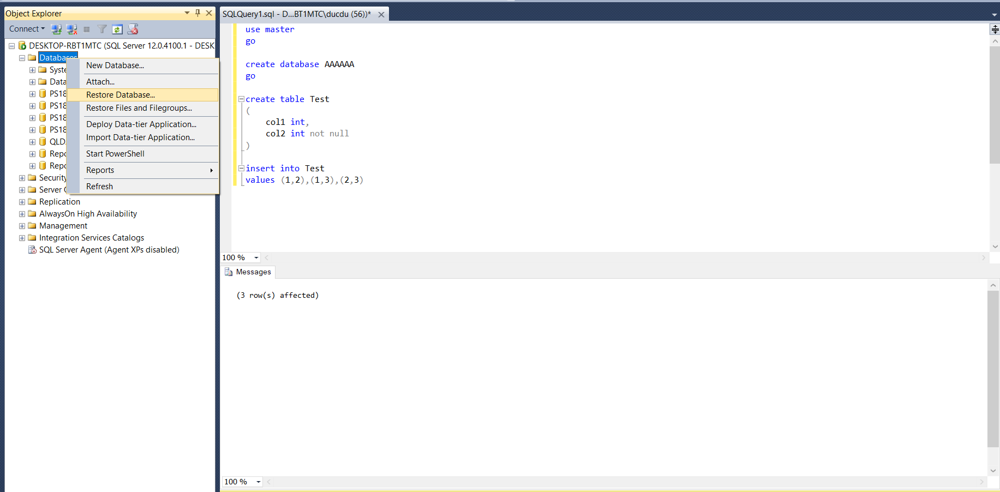 Object Explorer
Connect
DESKTOP-RBT1MTC (SQL Server 12.0.4100.1 - DESK
Databases
Syste
Data
PS18
PS18
PS18
PS18
QLD
Repo
Repo
Security
Server
Replication
AlwaysOn High Availability
Management
Integration Services Catalogs
SQL Server Agent (Agent XPs disabled)
New Database...
Attach...
Restore Database...
Restore Files and Filegroups...
Deploy Data-tier Application...
Import Data-tier Application...
Start PowerShell
Reports
Refresh
SQLQuery1.sql - D...BT1MTC\ducdu (56))*
use master
go
create database AAAAAA
go
create table Test
(
col1 int,
col2 int not null
)
insert into Test
values (1,2),(1,3),(2,3)
100 %
Messages
(3 row(s) affected)
100 %